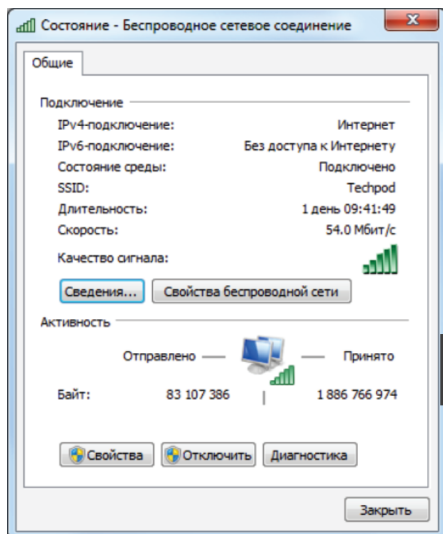 Состояние - Беспроводное сетевое соединение
Общие
Подключение
IPv4-подключение: Интернет
IPv6-подключение: Без доступа к Интернету
Состояние среды: Подключено
SSID: Techpod
Длительность: 1 день 09:41:49
Скорость: 54.0 Мбит/с
Качество сигнала:
Сведения... Свойства беспроводной сети
Активность
Отправлено — — Принято
Байт: 83 107 386 | 1 886 766 974
Свойства Отключить Диагностика
Закрыть